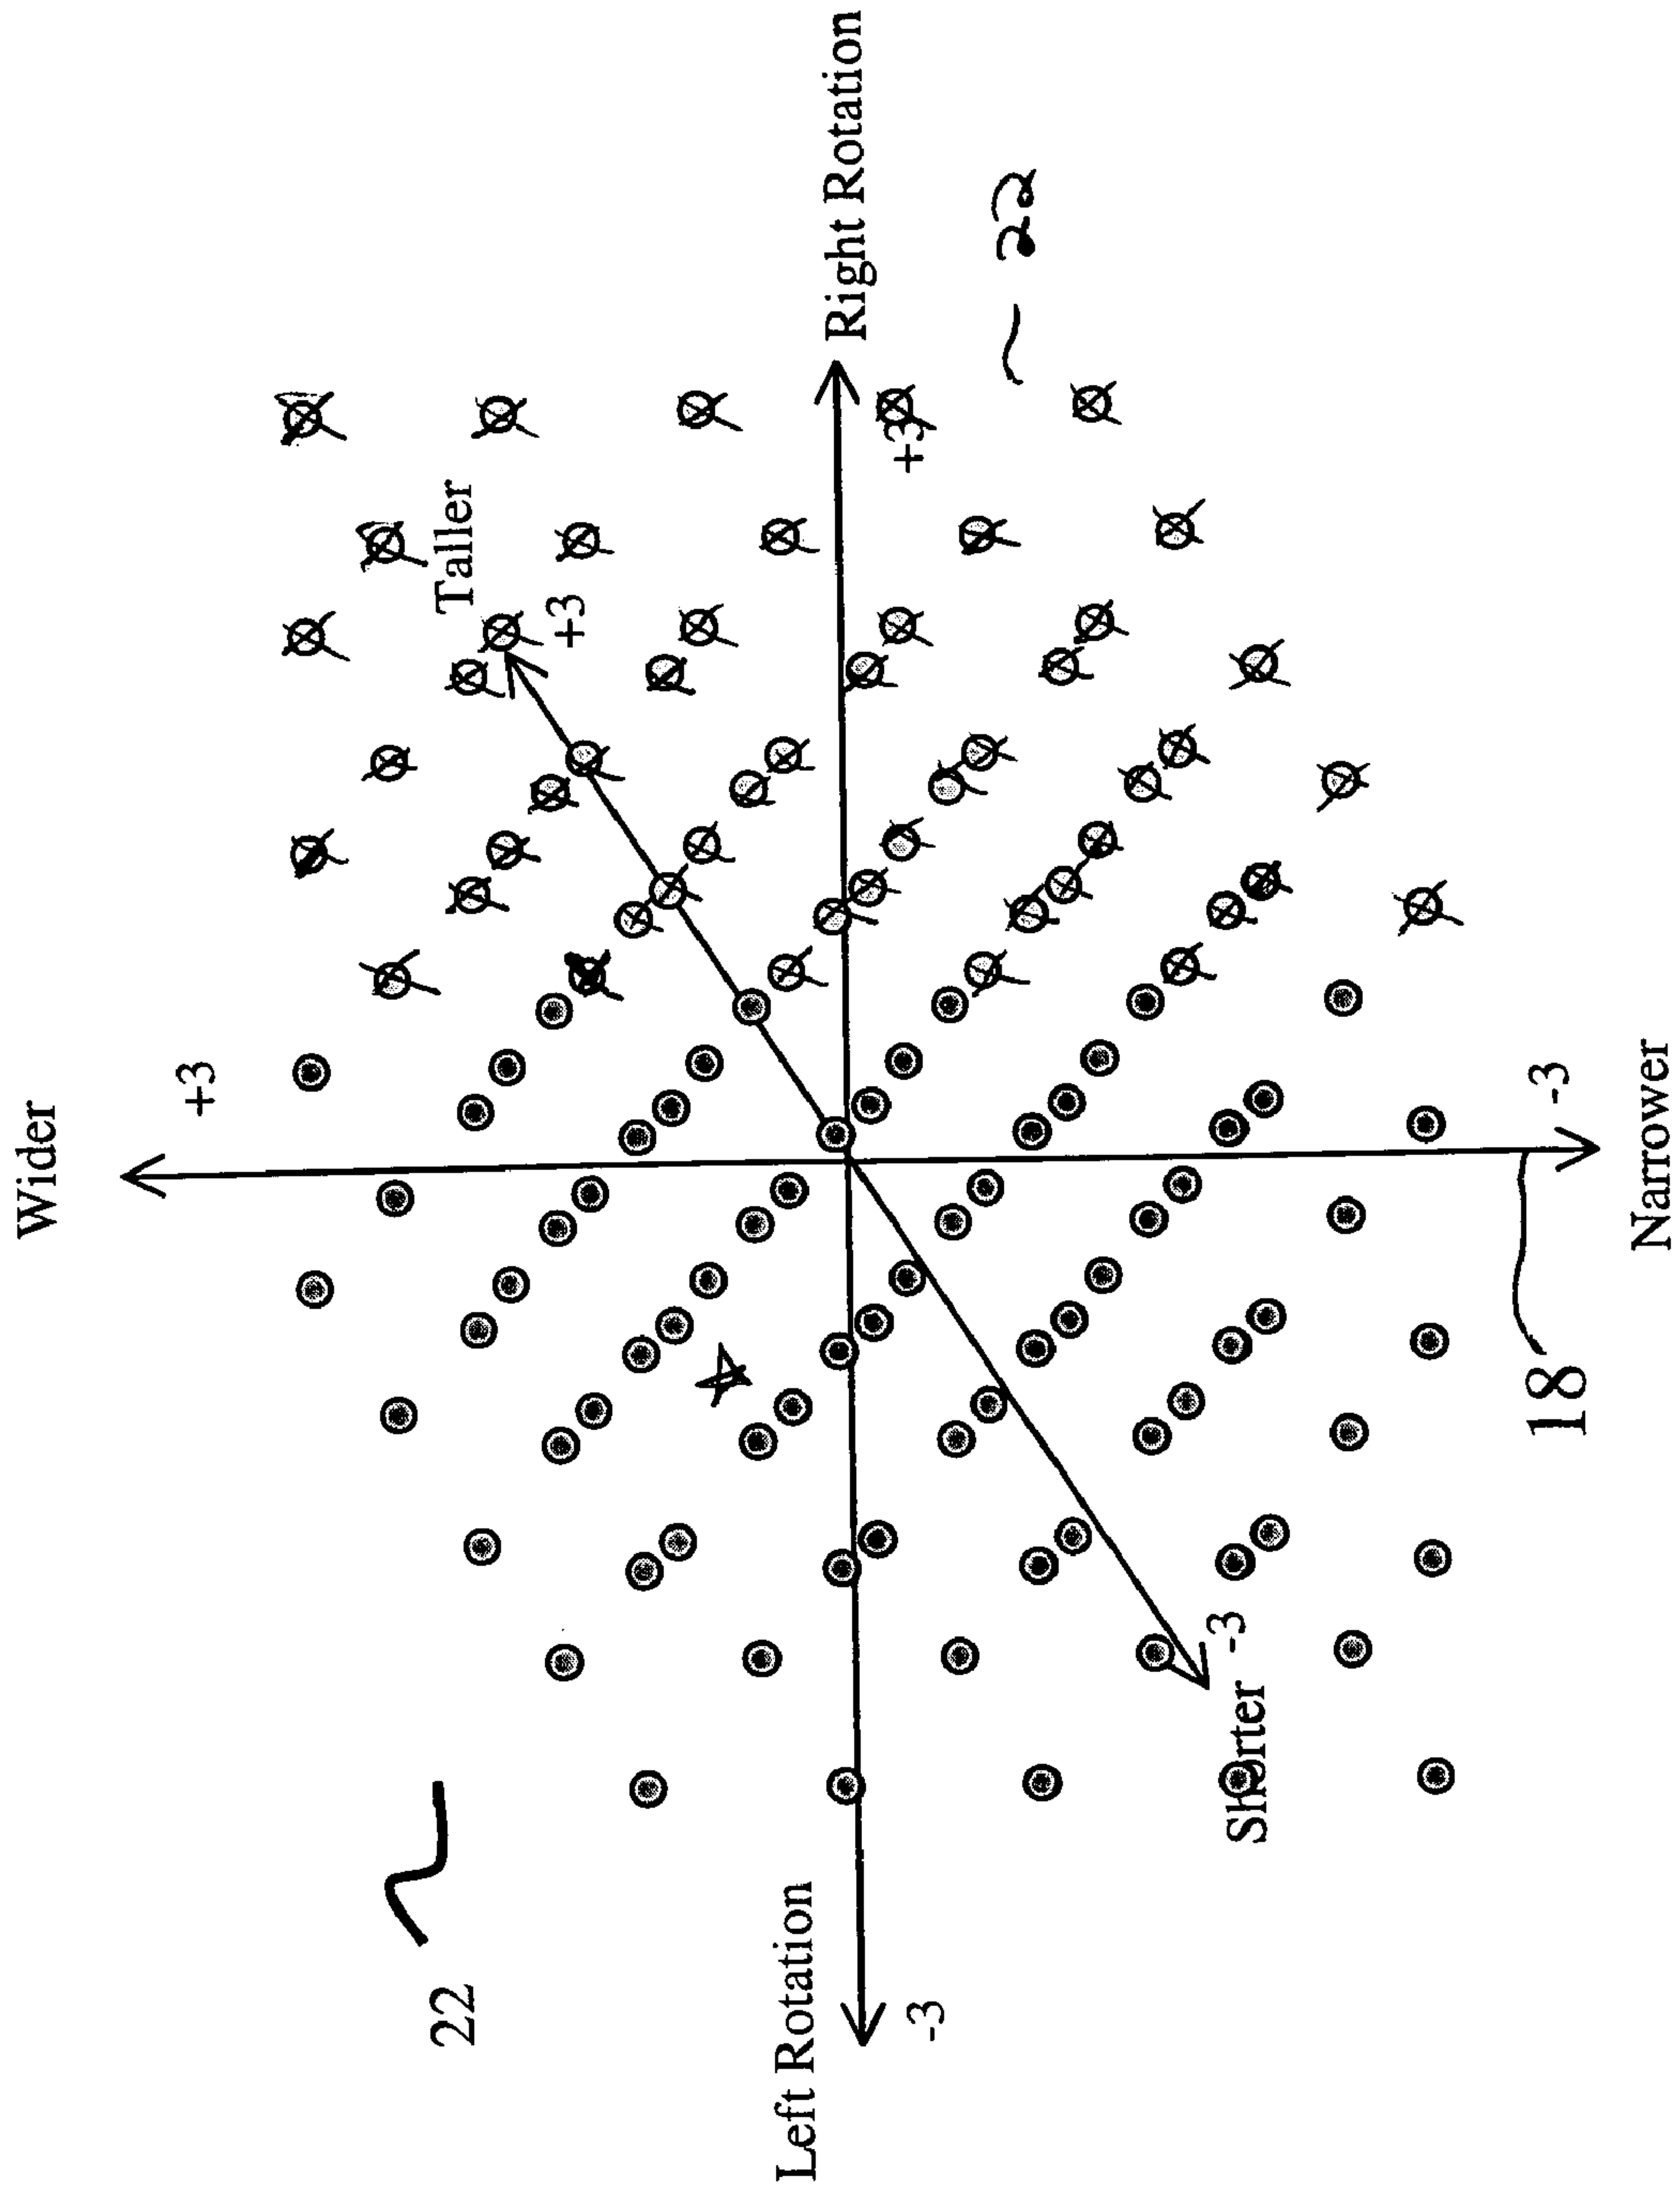 Wider
+3
Taller
+3
Right Rotation
+3
22
22
Left Rotation
-3
Shorter -3
18
-3
Narrower